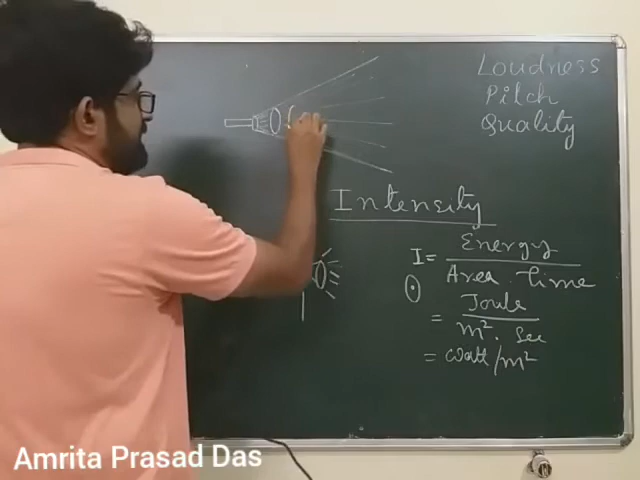 Loudness
Pitch
Quality
Intensity
I = Energy / Area . Time
= Joule / m² . Sec
= Watt/m²
Amrita Prasad Das